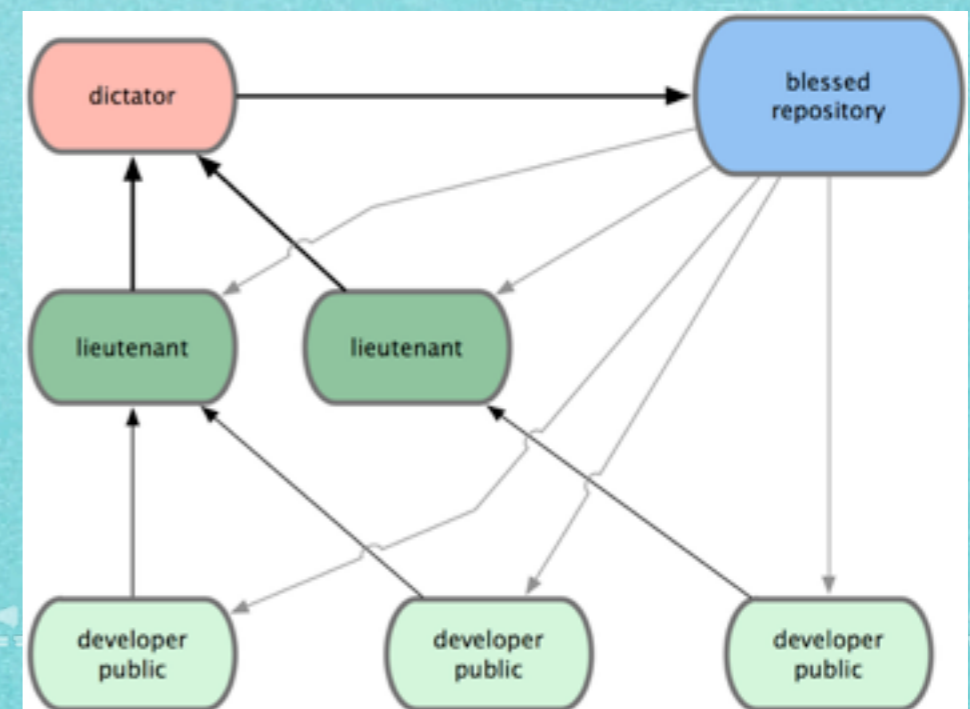 dictator
blessed
repository
lieutenant
lieutenant
developer
public
developer
public
developer
public